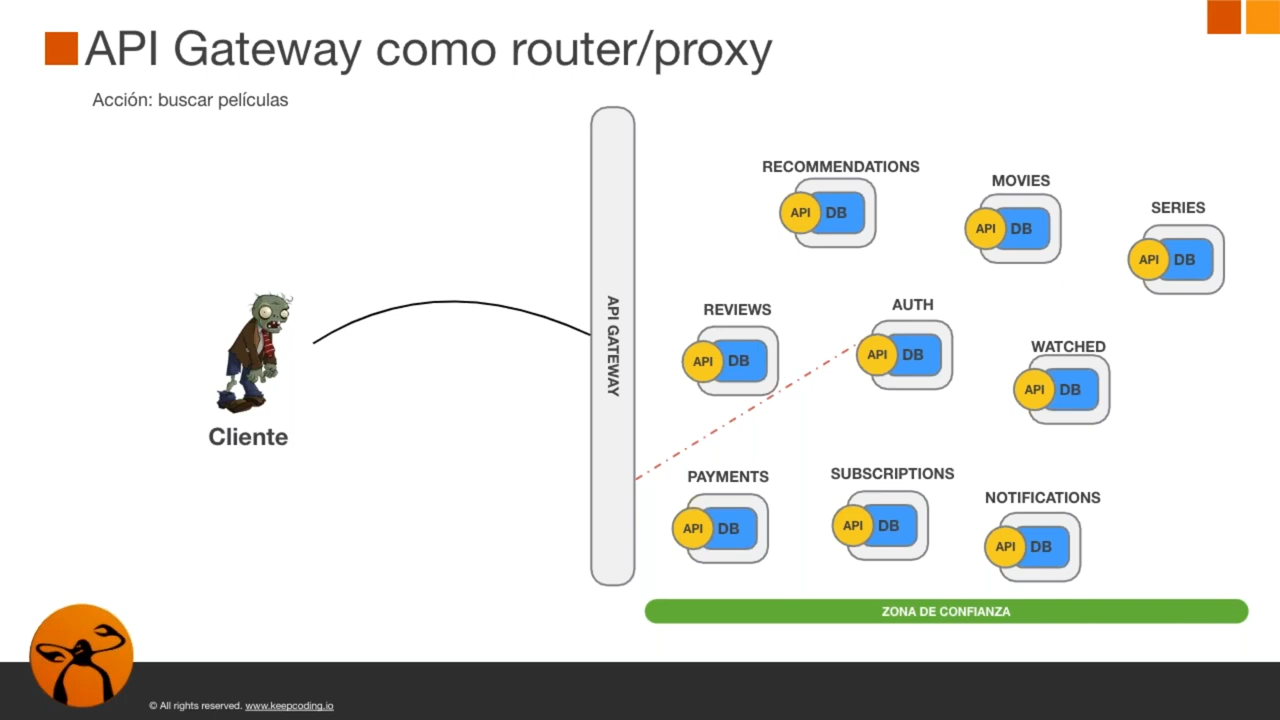 API Gateway como router/proxy
Acción: buscar películas
RECOMMENDATIONS
API DB
MOVIES
API DB
SERIES
API DB
API GATEWAY
REVIEWS
API DB
AUTH
API DB
WATCHED
API DB
Cliente
PAYMENTS
API DB
SUBSCRIPTIONS
API DB
NOTIFICATIONS
API DB
ZONA DE CONFIANZA
© All rights reserved. www.keepcoding.io